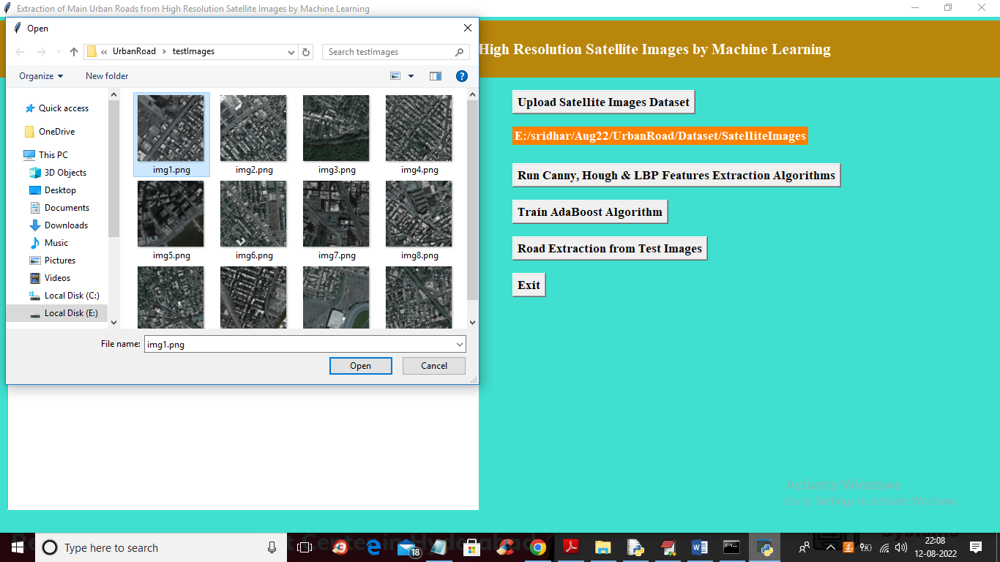 Extraction of Main Urban Roads from High Resolution Satellite Images by Machine Learning
Open
« UrbanRoad › testImages
Search testImages
Organize
New folder
Quick access
OneDrive
This PC
3D Objects
Desktop
Documents
Downloads
Music
Pictures
Videos
Local Disk (C:)
Local Disk (E:)
img1.png img2.png img3.png img4.png
img5.png img6.png img7.png img8.png
File name: img1.png
Open Cancel
High Resolution Satellite Images by Machine Learning
Upload Satellite Images Dataset
E:/sridhar/Aug22/UrbanRoad/Dataset/SatelliteImages
Run Canny, Hough & LBP Features Extraction Algorithms
Train AdaBoost Algorithm
Road Extraction from Test Images
Exit
Activate Windows
Go to Settings to activate Windows.
Type here to search
18
22:08
12-08-2022